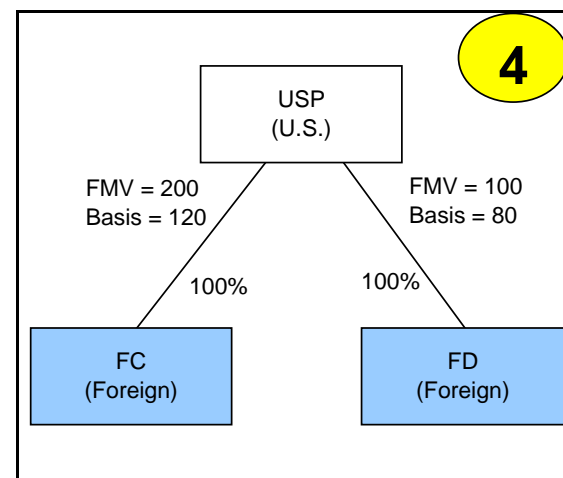 4
USP
(U.S.)
FMV = 200
Basis = 120
FMV = 100
Basis = 80
100%
100%
FC
(Foreign)
FD
(Foreign)